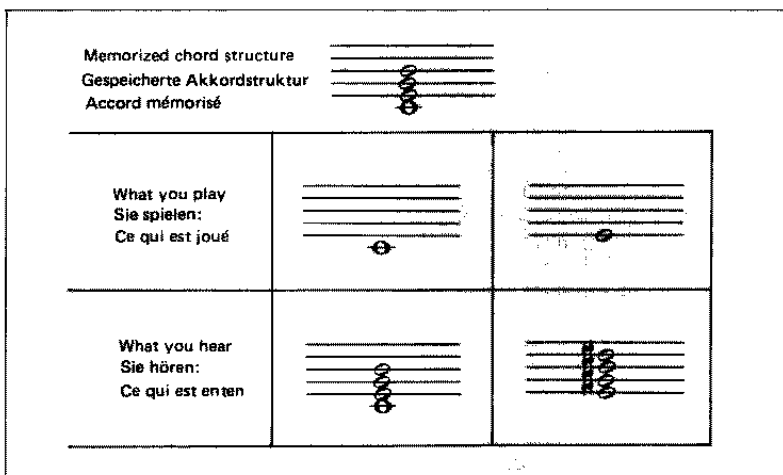 Memorized chord structure
Gespeicherte Akkordstruktur
Accord mémorisé
What you play
Sie spielen:
Ce qui est joué
What you hear
Sie hören:
Ce qui est enten